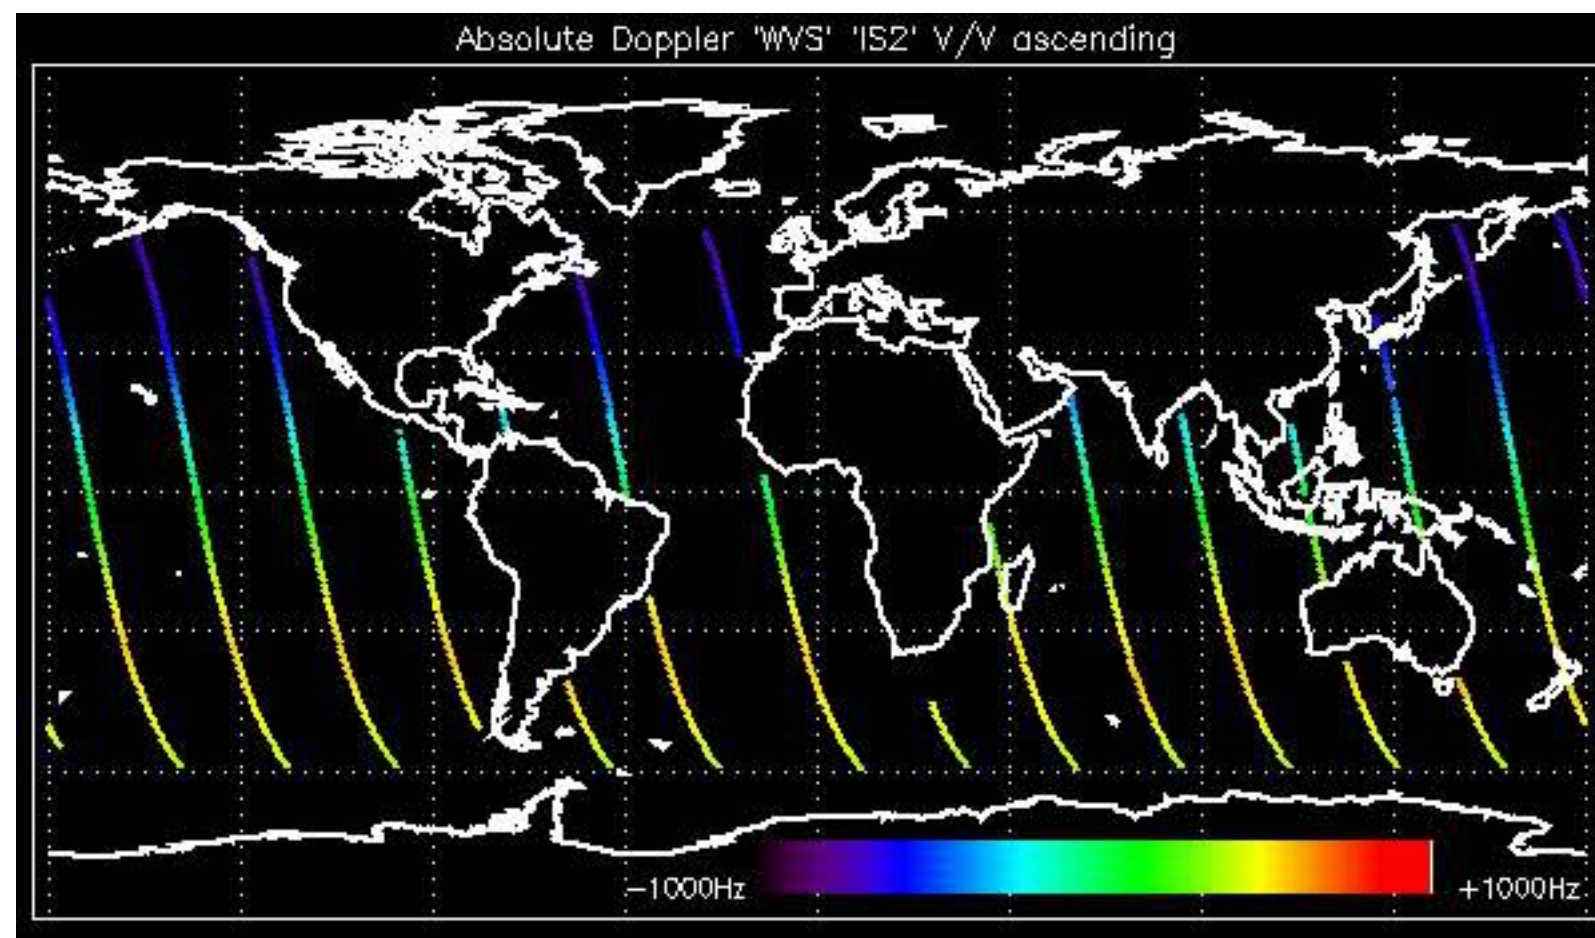 Absolute Doppler 'WVS' 'IS2' V/V ascending
−1000Hz +1000Hz